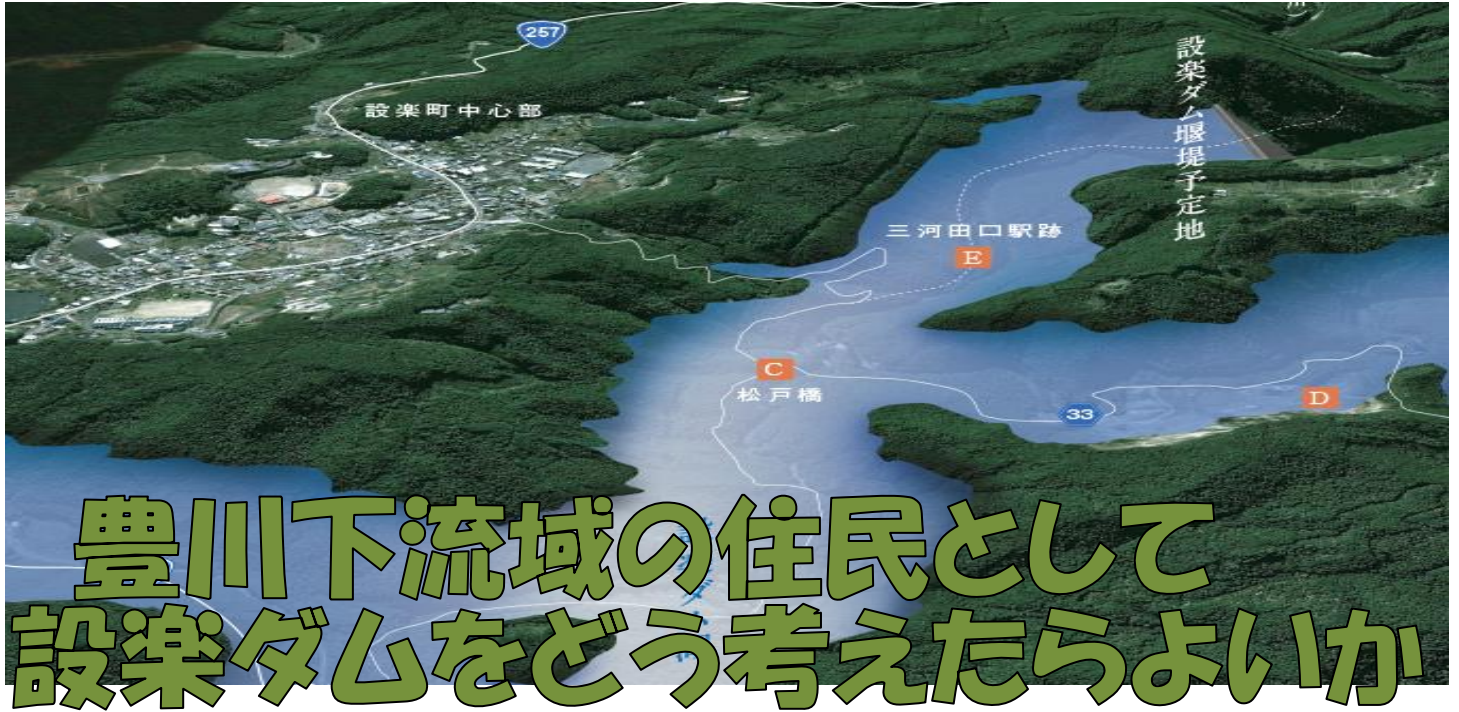 257
設楽町中心部
設楽ダム堰堤予定地
三河田口駅跡
E
C
松戸橋
33
D
豊川下流域の住民として
設楽ダムをどう考えたらよいか